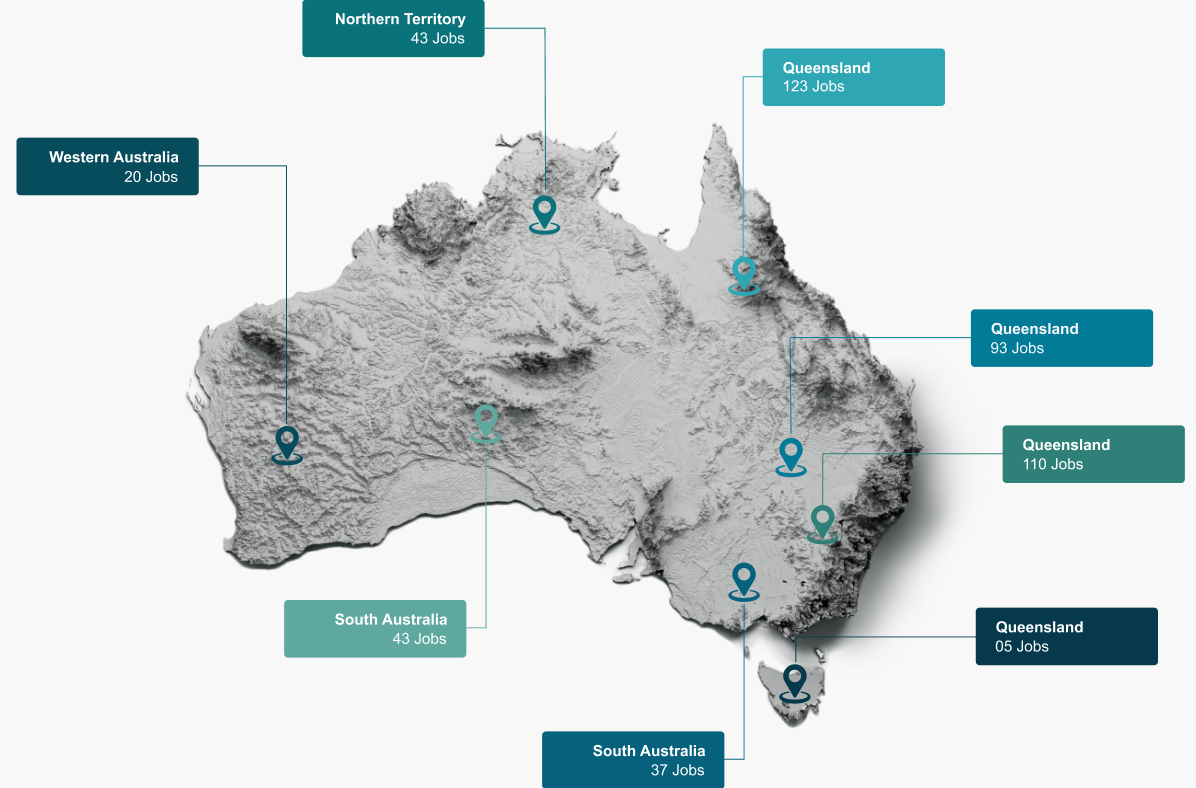 Northern Territory
43 Jobs
Queensland
123 Jobs
Western Australia
20 Jobs
Queensland
93 Jobs
Queensland
110 Jobs
South Australia
43 Jobs
Queensland
05 Jobs
South Australia
37 Jobs